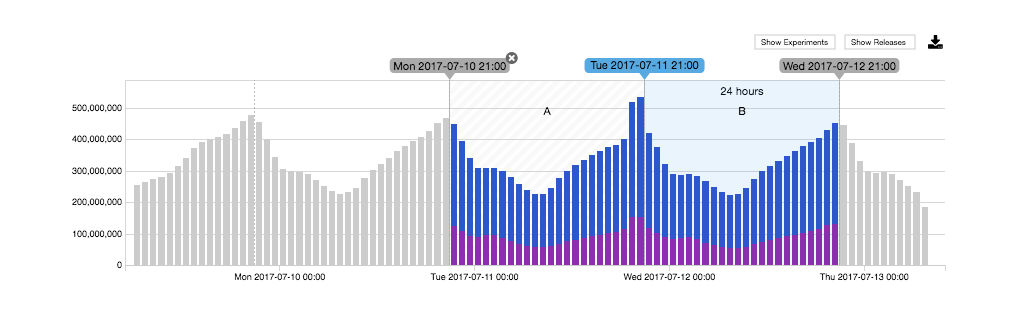 Show Experiments Show Releases
Mon 2017-07-10 21:00 Tue 2017-07-11 21:00 Wed 2017-07-12 21:00
24 hours
A B
500,000,000
400,000,000
300,000,000
200,000,000
100,000,000
0
Mon 2017-07-10 00:00 Tue 2017-07-11 00:00 Wed 2017-07-12 00:00 Thu 2017-07-13 00:00